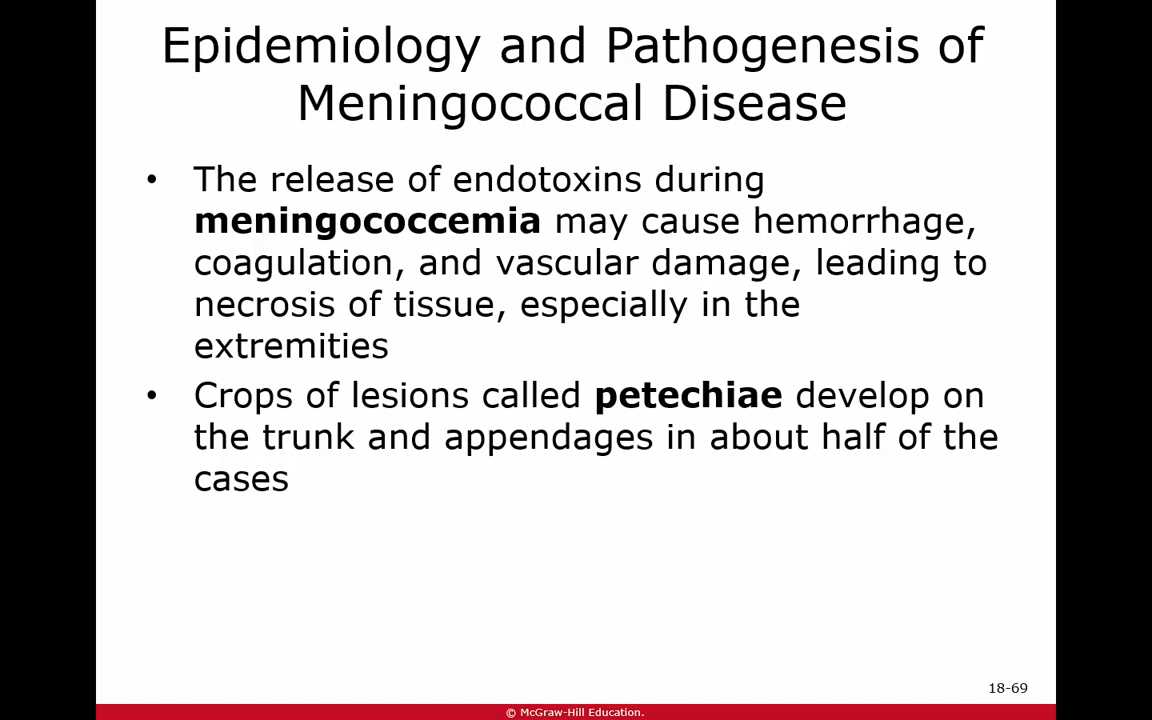 Epidemiology and Pathogenesis of
Meningococcal Disease
• The release of endotoxins during
meningococcemia may cause hemorrhage,
coagulation, and vascular damage, leading to
necrosis of tissue, especially in the
extremities
• Crops of lesions called petechiae develop on
the trunk and appendages in about half of the
cases
18-69
© McGraw-Hill Education.